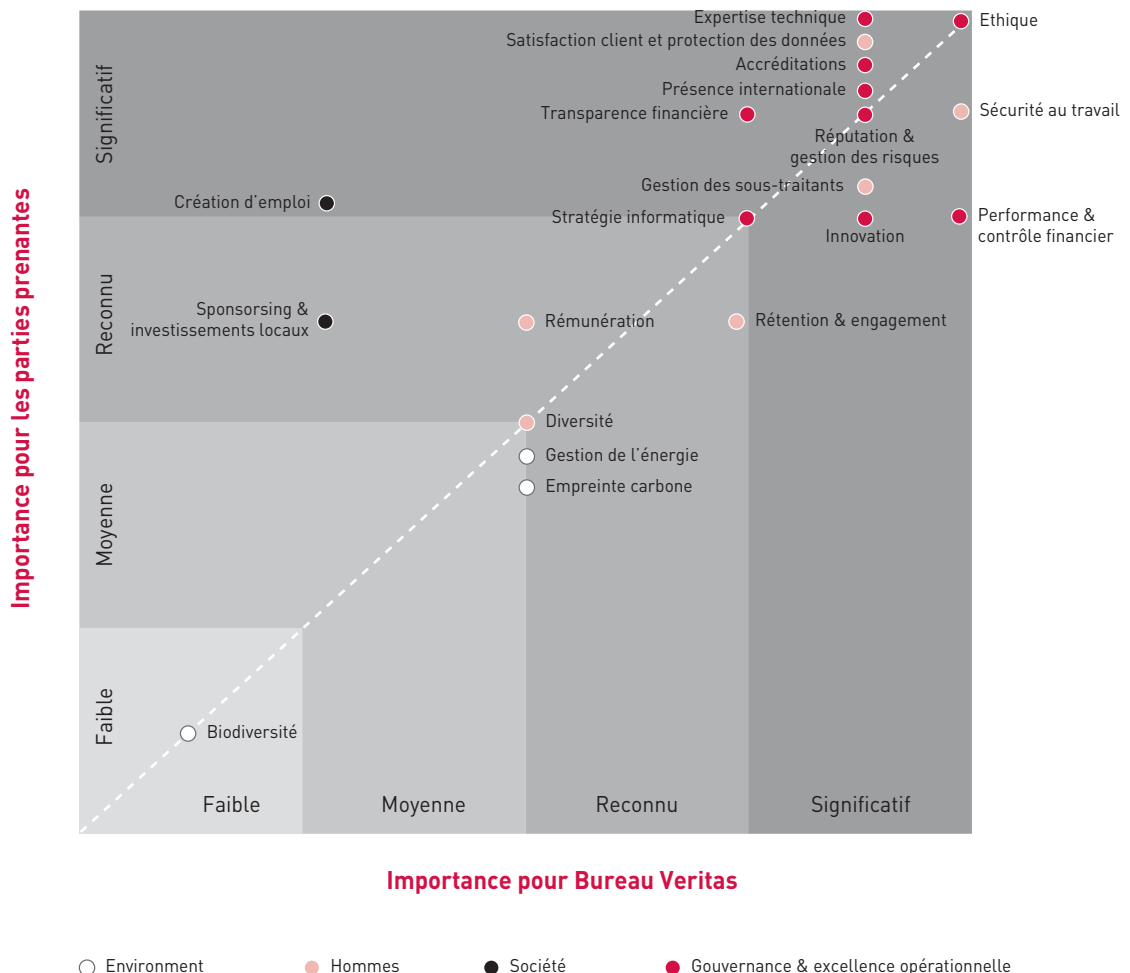 Importance pour les parties prenantes
Significatif
Reconnu
Moyenne
Faible
Expertise technique
Ethique
Satisfaction client et protection des données
Accréditations
Présence internationale
Transparence financière
Sécurité au travail
Réputation &
gestion des risques
Gestion des sous-traitants
Création d'emploi
Stratégie informatique
Innovation
Performance &
contrôle financier
Sponsorsing &
investissements locaux
Rémunération
Rétention & engagement
Diversité
Gestion de l'énergie
Empreinte carbone
Biodiversité
Faible
Moyenne
Reconnu
Significatif
Importance pour Bureau Veritas
Environment
Hommes
Société
Gouvernance & excellence opérationnelle